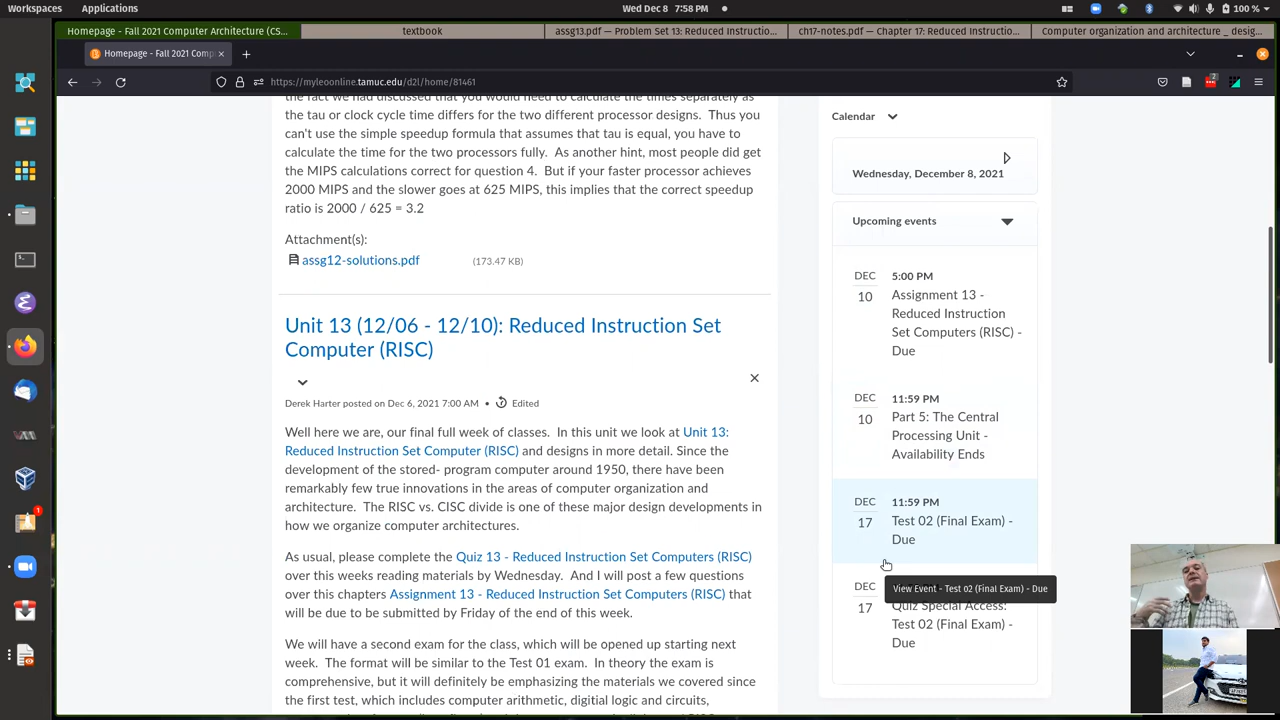 Workspaces Applications Wed Dec 8 7:58 PM 100 %
Homepage - Fall 2021 Computer Architecture (CS... textbook assg13.pdf — Problem Set 13: Reduced Instructio... ch17-notes.pdf — Chapter 17: Reduced Instructio... Computer organization and architecture _ desig...
Homepage - Fall 2021 Comp
https://myleoonline.tamuc.edu/d2l/home/81461
the fact we had discussed that you would need to calculate the times separately as
the tau or clock cycle time differs for the two different processor designs. Thus you
can't use the simple speedup formula that assumes that tau is equal, you have to
calculate the time for the two processors fully. As another hint, most people did get
the MIPS calculations correct for question 4. But if your faster processor achieves
2000 MIPS and the slower goes at 625 MIPS, this implies that the correct speedup
ratio is 2000 / 625 = 3.2
Attachment(s):
assg12-solutions.pdf (173.47 KB)
Unit 13 (12/06 - 12/10): Reduced Instruction Set
Computer (RISC)
Derek Harter posted on Dec 6, 2021 7:00 AM • Edited
Well here we are, our final full week of classes. In this unit we look at Unit 13:
Reduced Instruction Set Computer (RISC) and designs in more detail. Since the
development of the stored- program computer around 1950, there have been
remarkably few true innovations in the areas of computer organization and
architecture. The RISC vs. CISC divide is one of these major design developments in
how we organize computer architectures.
As usual, please complete the Quiz 13 - Reduced Instruction Set Computers (RISC)
over this weeks reading materials by Wednesday. And I will post a few questions
over this chapters Assignment 13 - Reduced Instruction Set Computers (RISC) that
will be due to be submitted by Friday of the end of this week.
We will have a second exam for the class, which will be opened up starting next
week. The format will be similar to the Test 01 exam. In theory the exam is
comprehensive, but it will definitely be emphasizing the materials we covered since
the first test, which includes computer arithmetic, digitial logic and circuits,
Calendar
Wednesday, December 8, 2021
Upcoming events
DEC 5:00 PM
10 Assignment 13 -
Reduced Instruction
Set Computers (RISC) -
Due
DEC 11:59 PM
10 Part 5: The Central
Processing Unit -
Availability Ends
DEC 11:59 PM
17 Test 02 (Final Exam) -
Due
View Event - Test 02 (Final Exam) - Due
DEC
17 Quiz Special Access:
Test 02 (Final Exam) -
Due